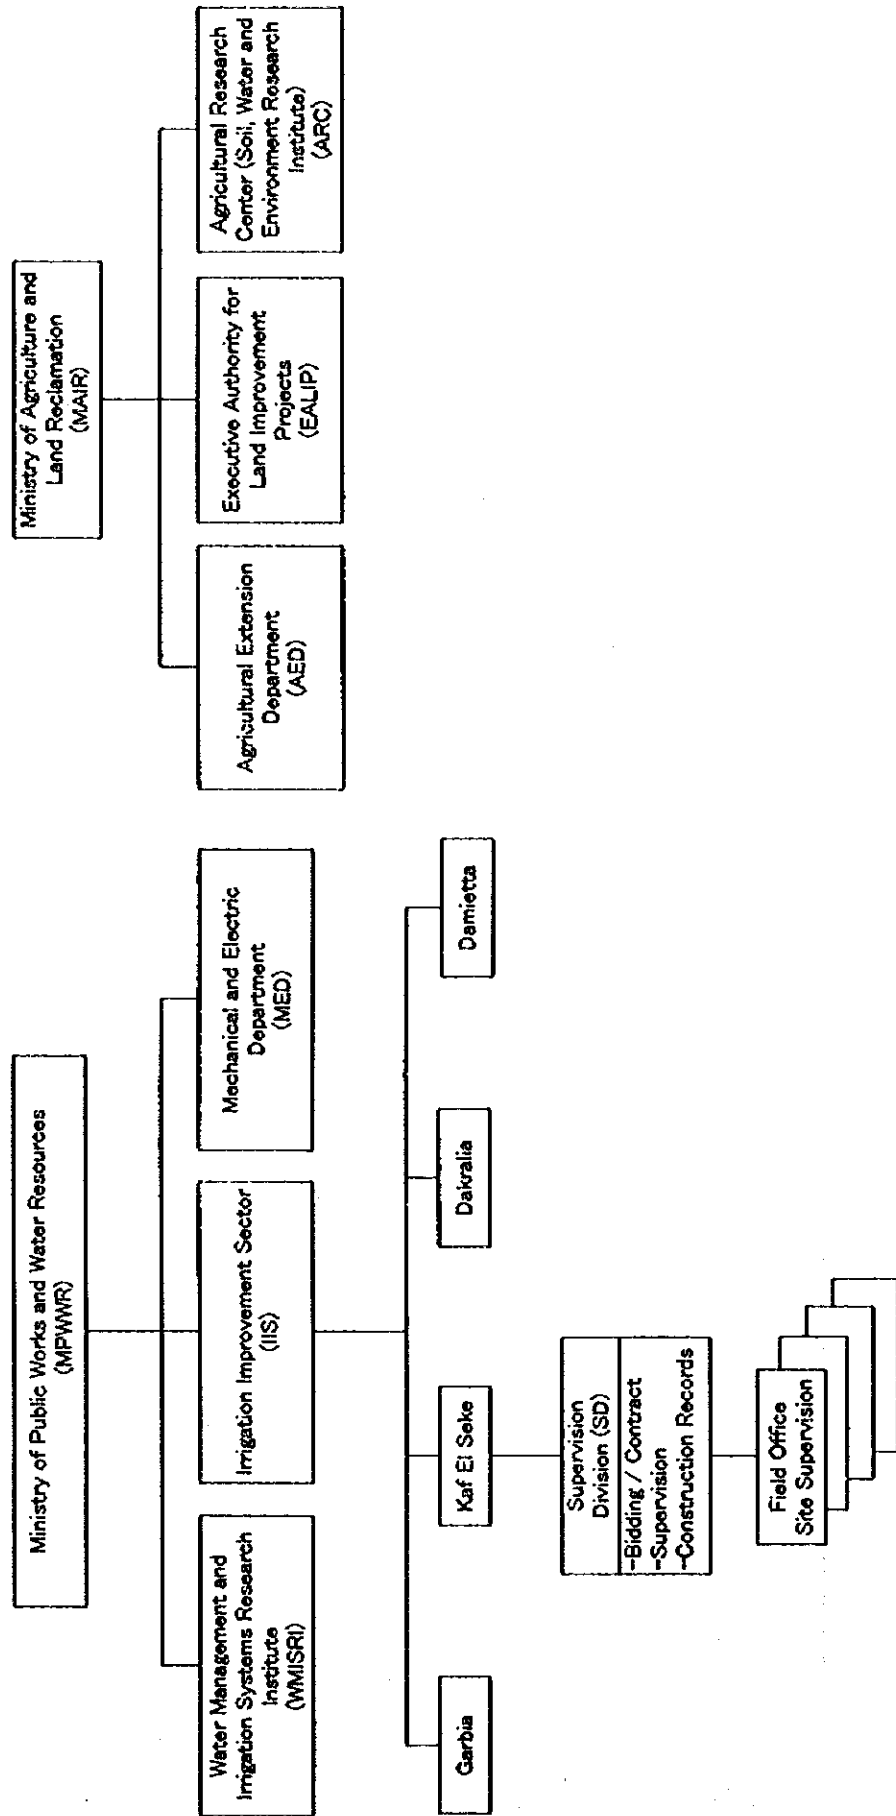 Ministry of Public Works and Water Resources
(MPWWR)
Water Management and
Irrigation Systems Research
Institute
(WMISRI)
Irrigation Improvement Sector
(IIS)
Mechanical and Electric
Department
(MED)
Garbia
Kaf El Seke
Dakralia
Damietta
Supervision
Division (SD)
-Bidding / Contract
-Supervision
-Construction Records
Field Office
Site Supervision
Ministry of Agriculture and
Land Reclamation
(MAIR)
Agricultural Extension
Department
(AED)
Executive Authority for
Land Improvement
Projects
(EALIP)
Agricultural Research
Center (Soil, Water and
Environment Research
Institute)
(ARC)